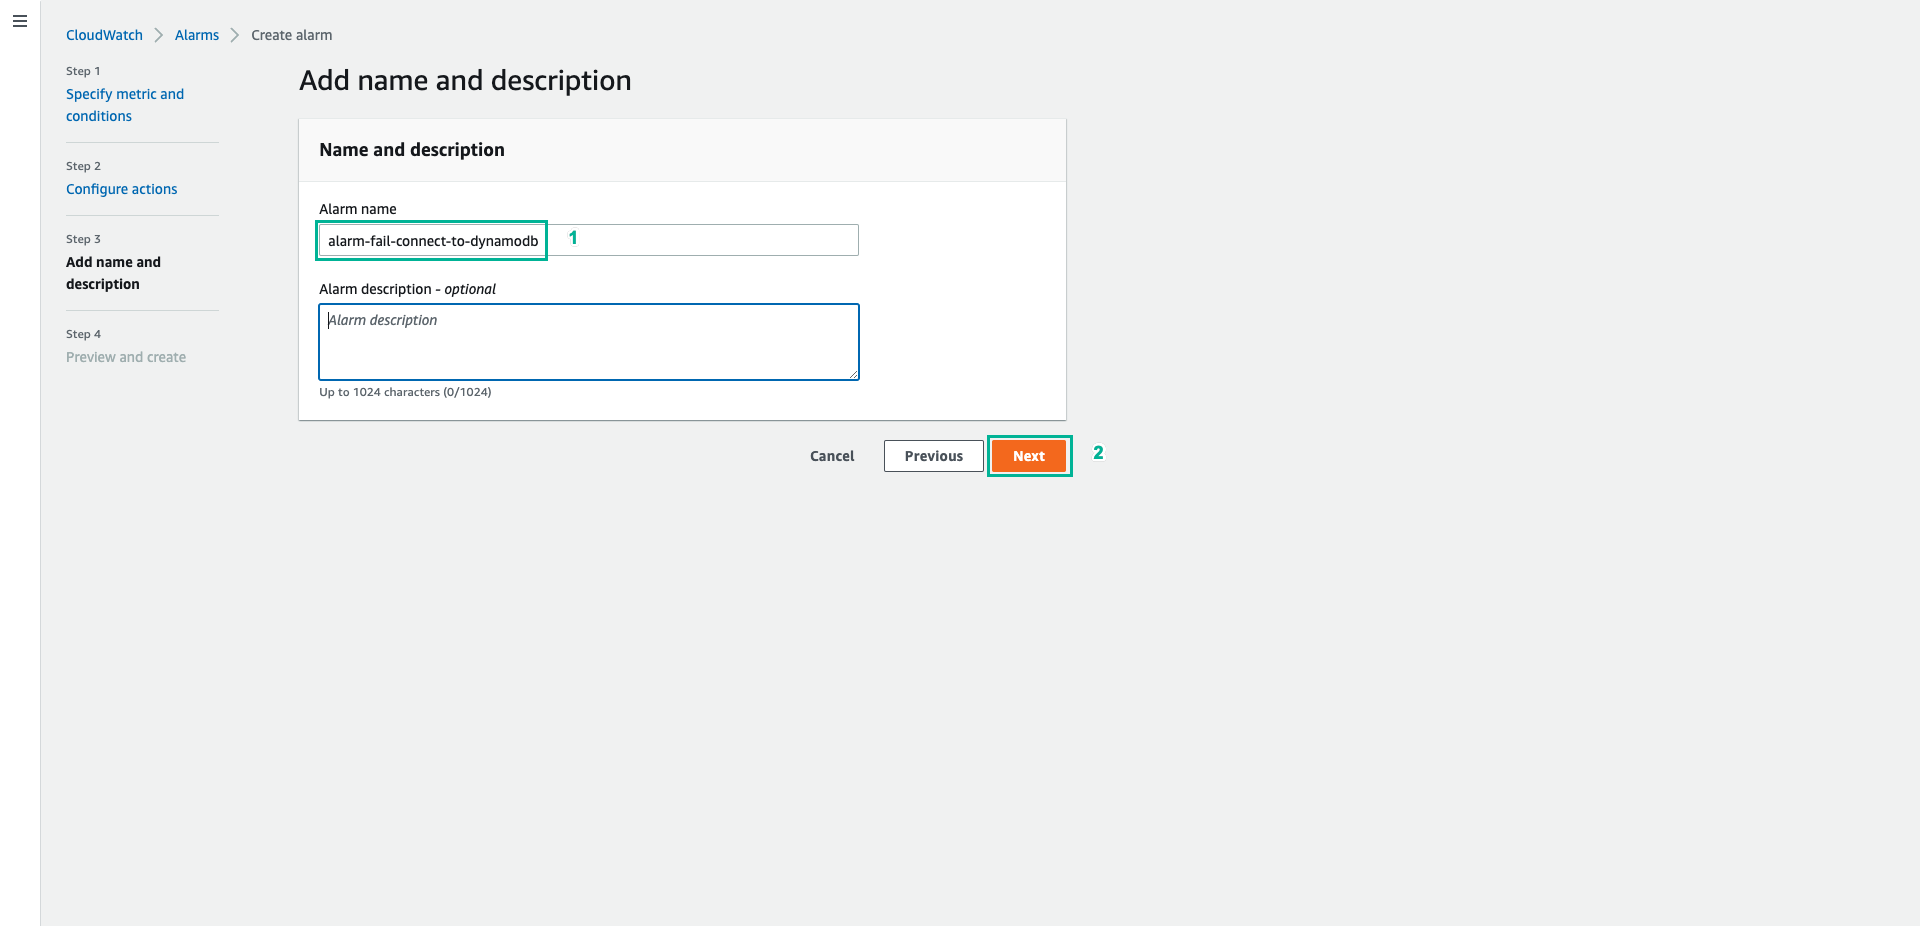 CloudWatch > Alarms > Create alarm
Step 1
Specify metric and
conditions
Step 2
Configure actions
Step 3
Add name and
description
Step 4
Preview and create
Add name and description
Name and description
Alarm name
alarm-fail-connect-to-dynamodb 1
Alarm description - optional
Alarm description
Up to 1024 characters (0/1024)
Cancel Previous Next 2